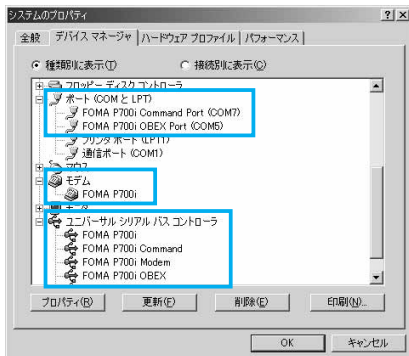 システムのプロパティ
全般 デバイス マネージャ ハードウェア プロファイル パフォーマンス
種類別に表示(T) 接続別に表示(C)
フロッピー ディスク コントローラ
ポート (COM と LPT)
FOMA P700i Command Port (COM7)
FOMA P700i OBEX Port (COM6)
プリンタ ポート (LPT1)
通信ポート (COM1)
マウス
モデム
FOMA P700i
モニタ
ユニバーサル シリアル バス コントローラ
FOMA P700i
FOMA P700i Command
FOMA P700i Modem
FOMA P700i OBEX
プロパティ(R) 更新(F) 削除(E) 印刷(N)...
OK キャンセル